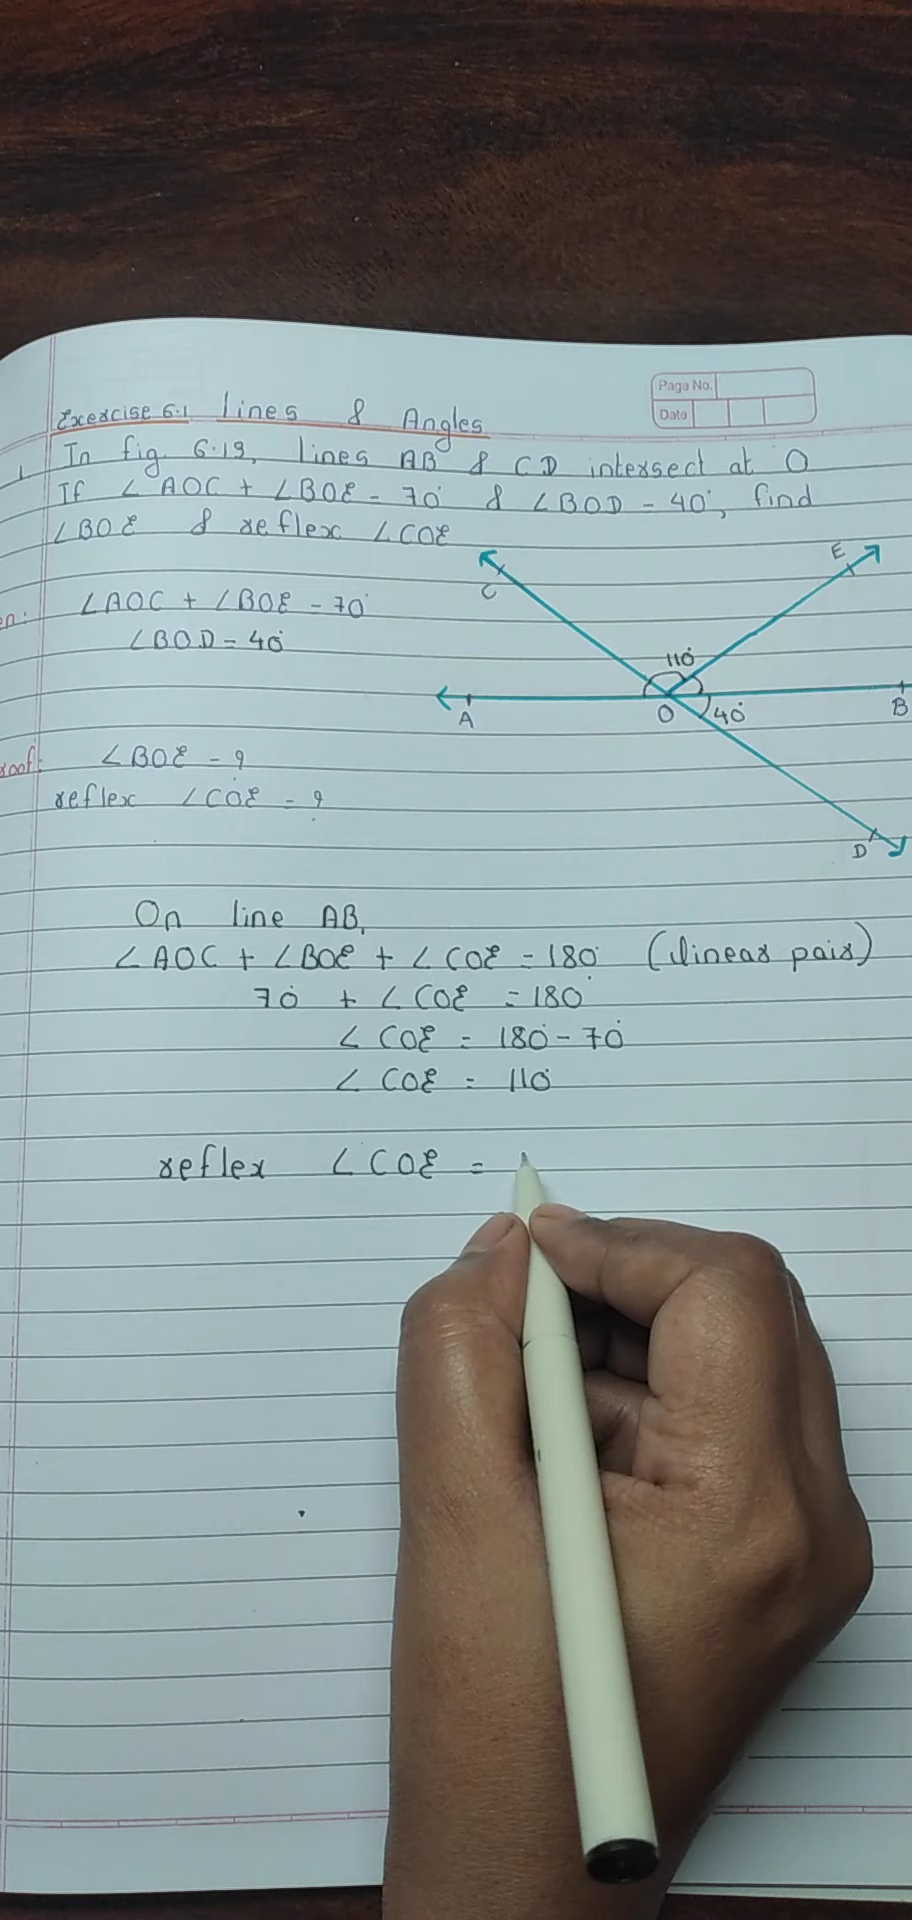 Page No.
Date
Exercise 6.1 Lines & Angles
1. In fig. 6.19, lines AB & CD intersect at O
If ∠AOC + ∠BOE = 70° & ∠BOD = 40°, find
∠BOE & reflex ∠COE
∠AOC + ∠BOE = 70°
∠BOD = 40°
C
E
110°
A
O
40°
B
D
∠BOE = ?
reflex ∠COE = ?
On line AB,
∠AOC + ∠BOE + ∠COE = 180° (linear pair)
70° + ∠COE = 180°
∠COE = 180° - 70°
∠COE = 110°
reflex ∠COE =